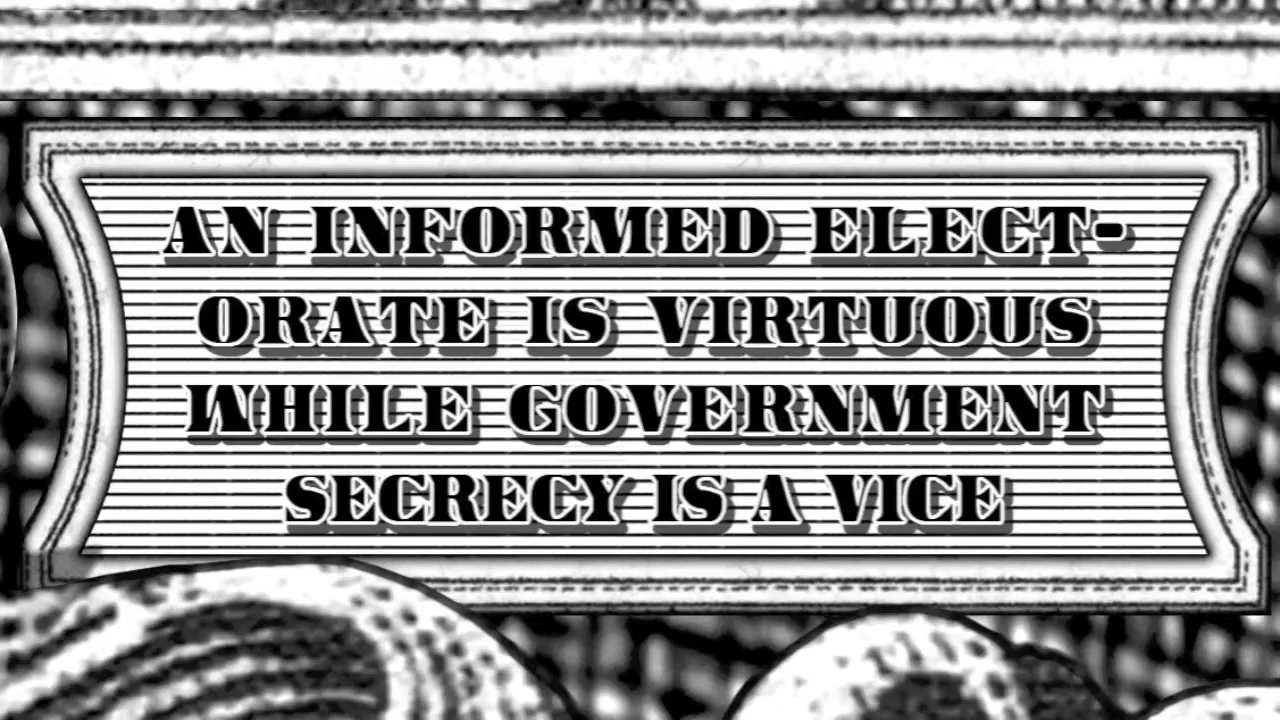 AN INFORMED ELECT-
ORATE IS VIRTUOUS
WHILE GOVERNMENT
SECRECY IS A VICE